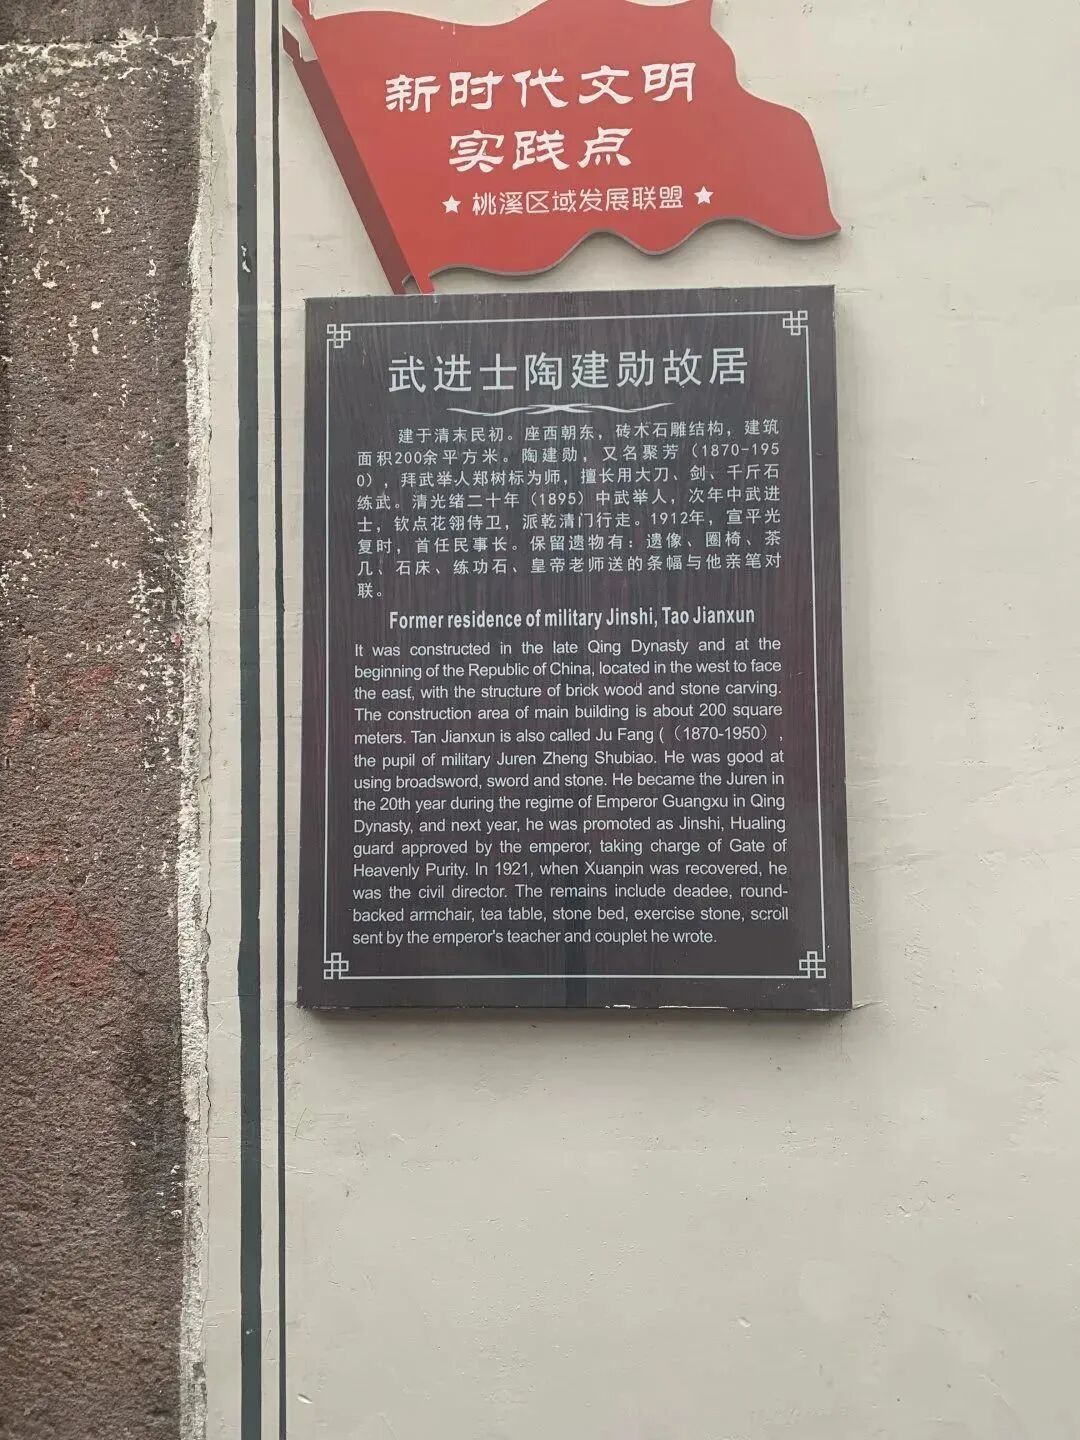 新时代文明
实践点
★ 桃溪区域发展联盟 ★
武进士陶建勋故居
建于清末民初。座西朝东，砖木石雕结构，建筑
面积200余平方米。陶建勋，又名聚芳（1870-195
0），拜武举人郑树标为师，擅长用大刀、剑、千斤石
练武。清光绪二十年（1895）中武举人，次年中武进
士，钦点花翎侍卫，派乾清门行走。1912年，宣平光
复时，首任民事长。保留遗物有：遗像、圈椅、茶
几、石床、练功石、皇帝老师送的条幅与他亲笔对
联。
Former residence of military Jinshi, Tao Jianxun
It was constructed in the late Qing Dynasty and at the
beginning of the Republic of China, located in the west to face
the east, with the structure of brick wood and stone carving.
The construction area of main building is about 200 square
meters. Tan Jianxun is also called Ju Fang (（1870-1950）,
the pupil of military Juren Zheng Shubiao. He was good at
using broadsword, sword and stone. He became the Juren in
the 20th year during the regime of Emperor Guangxu in Qing
Dynasty, and next year, he was promoted as Jinshi, Hualing
guard approved by the emperor, taking charge of Gate of
Heavenly Purity. In 1921, when Xuanpin was recovered, he
was the civil director. The remains include deadee, round-
backed armchair, tea table, stone bed, exercise stone, scroll
sent by the emperor's teacher and couplet he wrote.